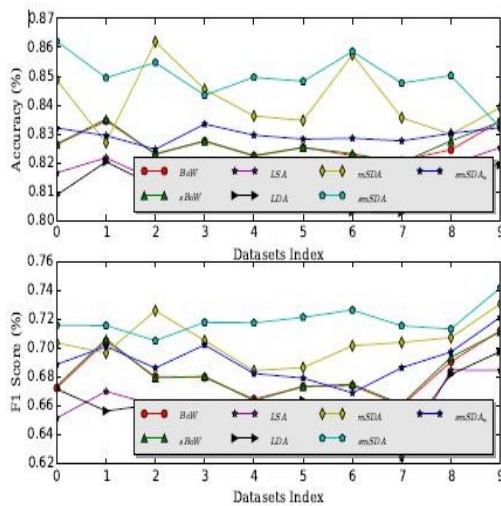 0.87
0.86
0.85
0.84
0.83
0.82
0.81
0.80
Accuracy (%)
BoW LSA mSDA smSDAu
sBoW LDA smSDA
0 1 2 3 4 5 6 7 8 9
Datasets Index
0.76
0.74
0.72
0.70
0.68
0.66
0.64
0.62
F1 Score (%)
BoW LSA mSDA
sBoW LDA smSDA
0 1 2 3 4 5 6 7 8 9
Datasets Index